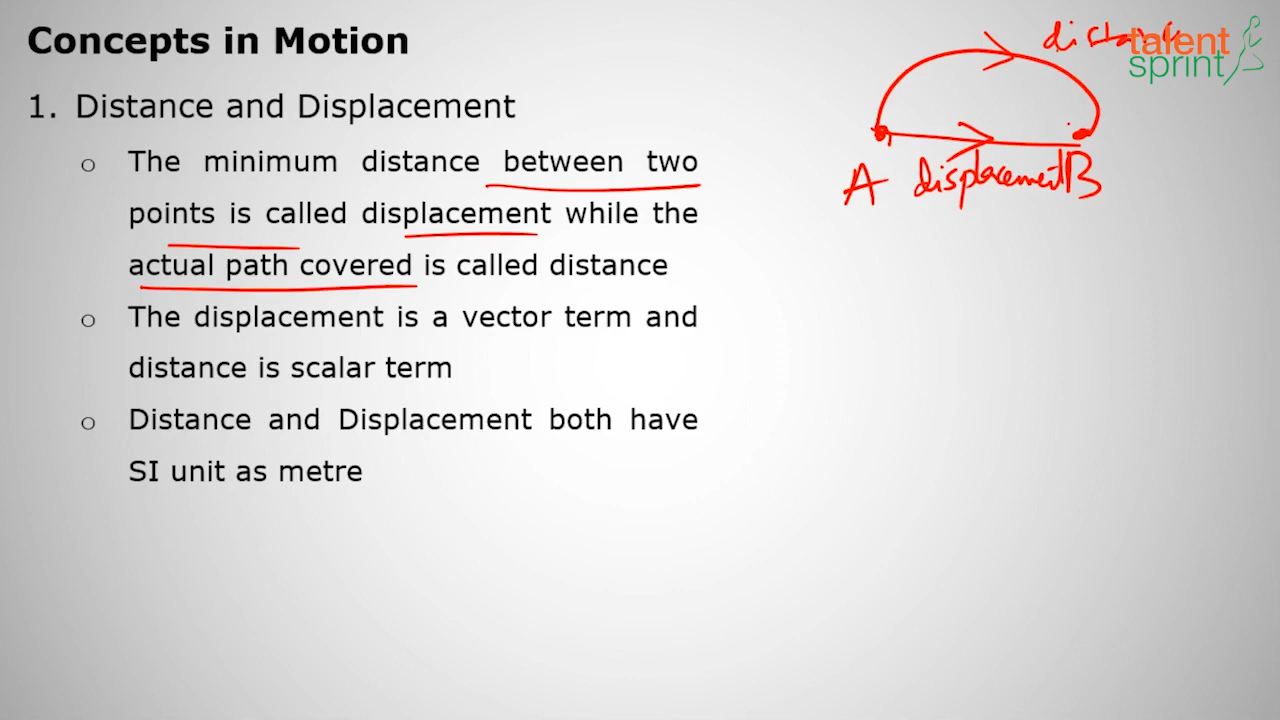 Concepts in Motion
talent
sprint
1. Distance and Displacement
o The minimum distance between two
points is called displacement while the
actual path covered is called distance
o The displacement is a vector term and
distance is scalar term
o Distance and Displacement both have
SI unit as metre
A displacement B